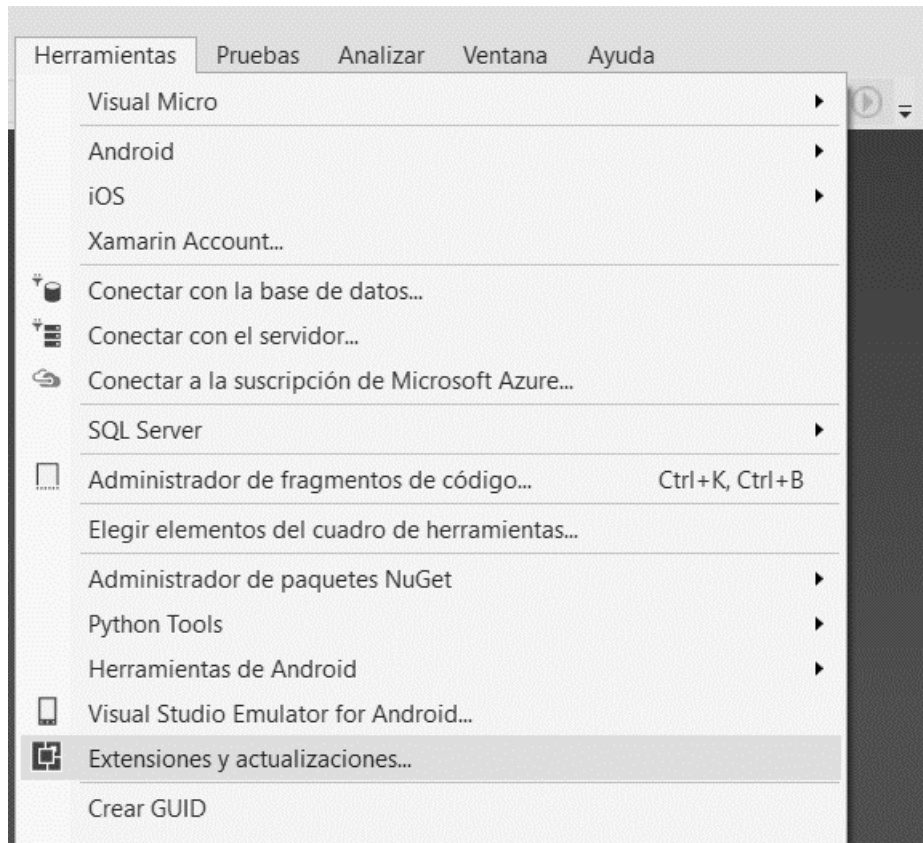 Herramientas Pruebas Analizar Ventana Ayuda
Visual Micro
Android
iOS
Xamarin Account...
Conectar con la base de datos...
Conectar con el servidor...
Conectar a la suscripción de Microsoft Azure...
SQL Server
Administrador de fragmentos de código... Ctrl+K, Ctrl+B
Elegir elementos del cuadro de herramientas...
Administrador de paquetes NuGet
Python Tools
Herramientas de Android
Visual Studio Emulator for Android...
Extensiones y actualizaciones...
Crear GUID